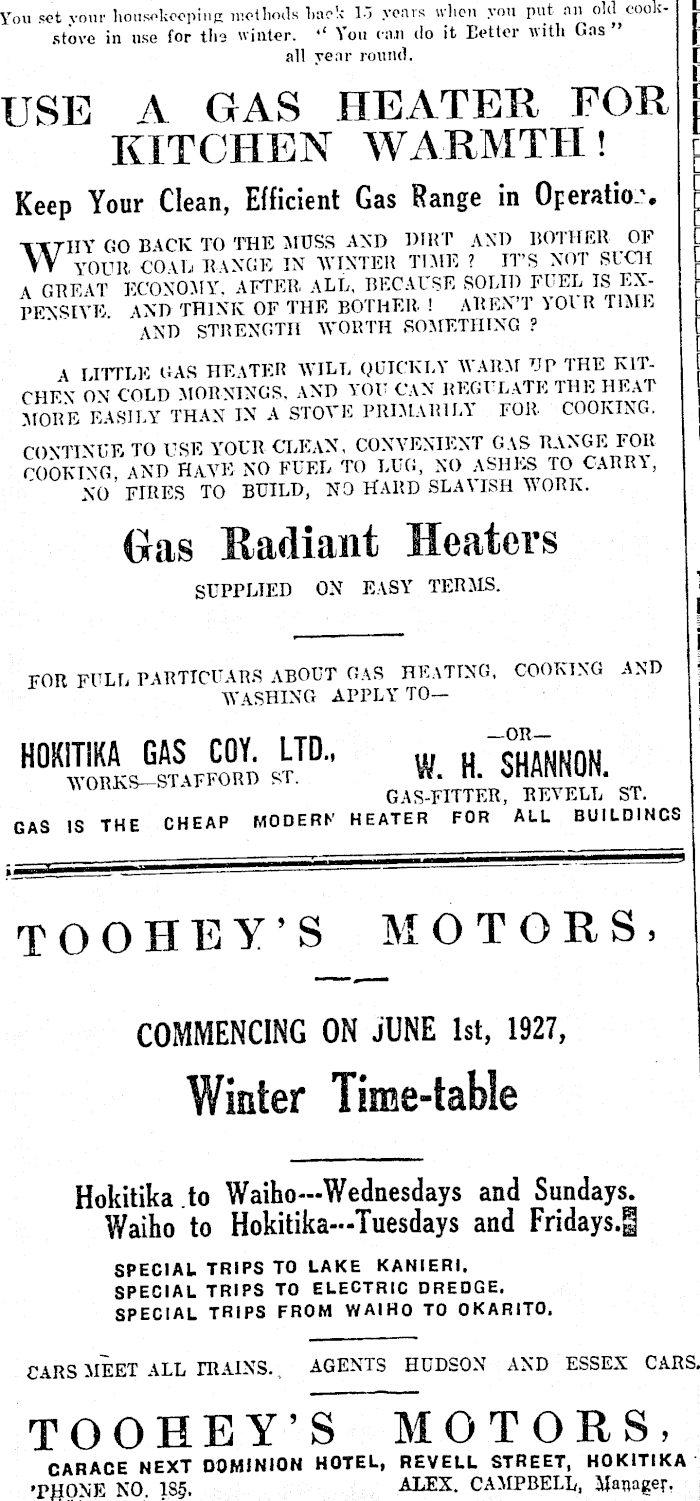 You set your housekeeping methods back 15 years when you put an old cook-
stove in use for the winter. "You can do it Better with Gas"
all year round.
USE A GAS HEATER FOR
KITCHEN WARMTH!
Keep Your Clean, Efficient Gas Range in Operation.
WHY GO BACK TO THE MUSS AND DIRT AND BOTHER OF
YOUR COAL RANGE IN WINTER TIME? IT'S NOT SUCH
A GREAT ECONOMY, AFTER ALL, BECAUSE SOLID FUEL IS EX-
PENSIVE. AND THINK OF THE BOTHER! AREN'T YOUR TIME
AND STRENGTH WORTH SOMETHING?
A LITTLE GAS HEATER WILL QUICKLY WARM UP THE KIT-
CHEN ON COLD MORNINGS, AND YOU CAN REGULATE THE HEAT
MORE EASILY THAN IN A STOVE PRIMARILY FOR COOKING.
CONTINUE TO USE YOUR CLEAN, CONVENIENT GAS RANGE FOR
COOKING, AND HAVE NO FUEL TO LUG, NO ASHES TO CARRY,
NO FIRES TO BUILD, NO HARD SLAVISH WORK.
Gas Radiant Heaters
SUPPLIED ON EASY TERMS.
FOR FULL PARTICUARS ABOUT GAS HEATING, COOKING AND
WASHING APPLY TO—
HOKITIKA GAS COY. LTD.,
WORKS—STAFFORD ST.
—OR—
W. H. SHANNON.
GAS-FITTER, REVELL ST.
GAS IS THE CHEAP MODERN HEATER FOR ALL BUILDINGS
TOOHEY'S MOTORS,
COMMENCING ON JUNE 1st, 1927,
Winter Time-table
Hokitika to Waiho---Wednesdays and Sundays.
Waiho to Hokitika---Tuesdays and Fridays.
SPECIAL TRIPS TO LAKE KANIERI.
SPECIAL TRIPS TO ELECTRIC DREDGE.
SPECIAL TRIPS FROM WAIHO TO OKARITO.
CARS MEET ALL TRAINS. AGENTS HUDSON AND ESSEX CARS.
TOOHEY'S MOTORS,
GARAGE NEXT DOMINION HOTEL, REVELL STREET, HOKITIKA
'PHONE NO. 185. ALEX. CAMPBELL, Manager.